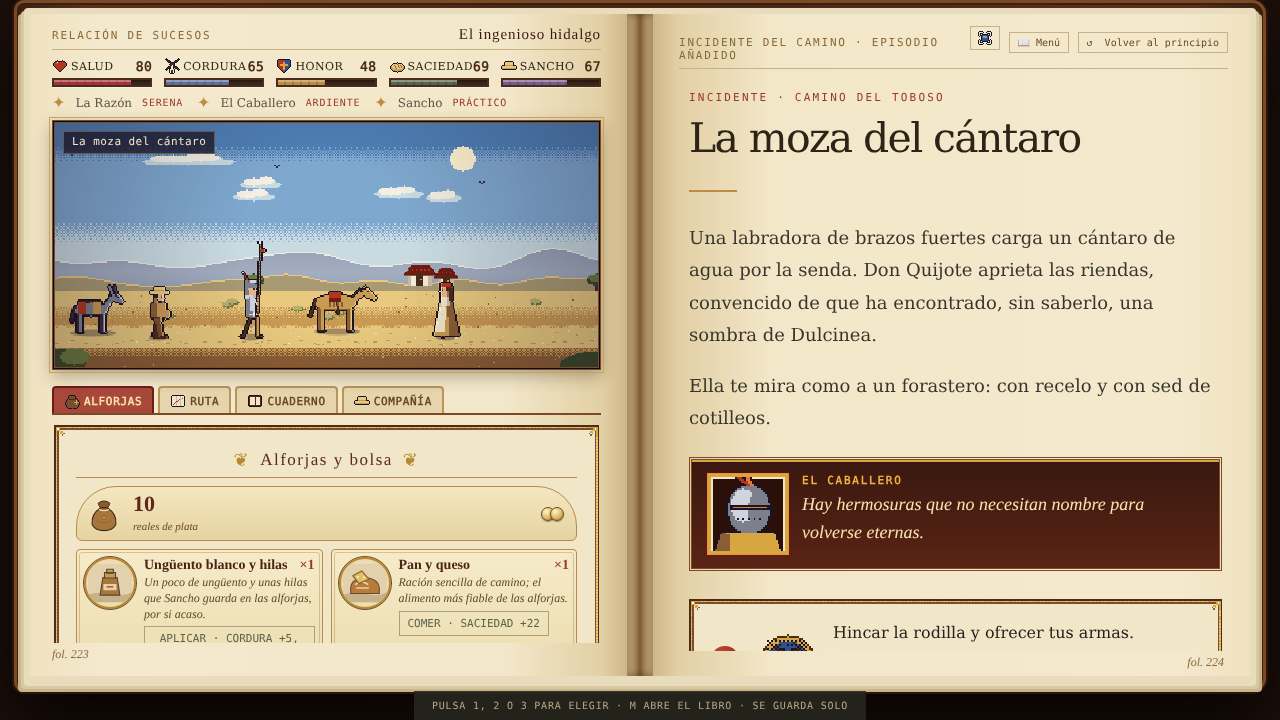 RELACIÓN DE SUCESOS
El ingenioso hidalgo
SALUD 80
CORDURA 65
HONOR 48
SACIEDAD 69
SANCHO 67
La Razón SERENA
El Caballero ARDIENTE
Sancho PRÁCTICO
La moza del cántaro
ALFORJAS
RUTA
CUADERNO
COMPAÑÍA
Alforjas y bolsa
10
reales de plata
Ungüento blanco y hilas ×1
Un poco de ungüento y unas hilas
que Sancho guarda en las alforjas,
por si acaso.
APLICAR · CORDURA +5,
Pan y queso ×1
Ración sencilla de camino; el
alimento más fiable de las alforjas.
COMER · SACIEDAD +22
fol. 223
INCIDENTE DEL CAMINO · EPISODIO
AÑADIDO
Menú
↺ Volver al principio
INCIDENTE · CAMINO DEL TOBOSO
La moza del cántaro
Una labradora de brazos fuertes carga un cántaro de
agua por la senda. Don Quijote aprieta las riendas,
convencido de que ha encontrado, sin saberlo, una
sombra de Dulcinea.
Ella te mira como a un forastero: con recelo y con sed de
cotilleos.
EL CABALLERO
Hay hermosuras que no necesitan nombre para
volverse eternas.
Hincar la rodilla y ofrecer tus armas.
fol. 224
PULSA 1, 2 O 3 PARA ELEGIR · M ABRE EL LIBRO · SE GUARDA SOLO